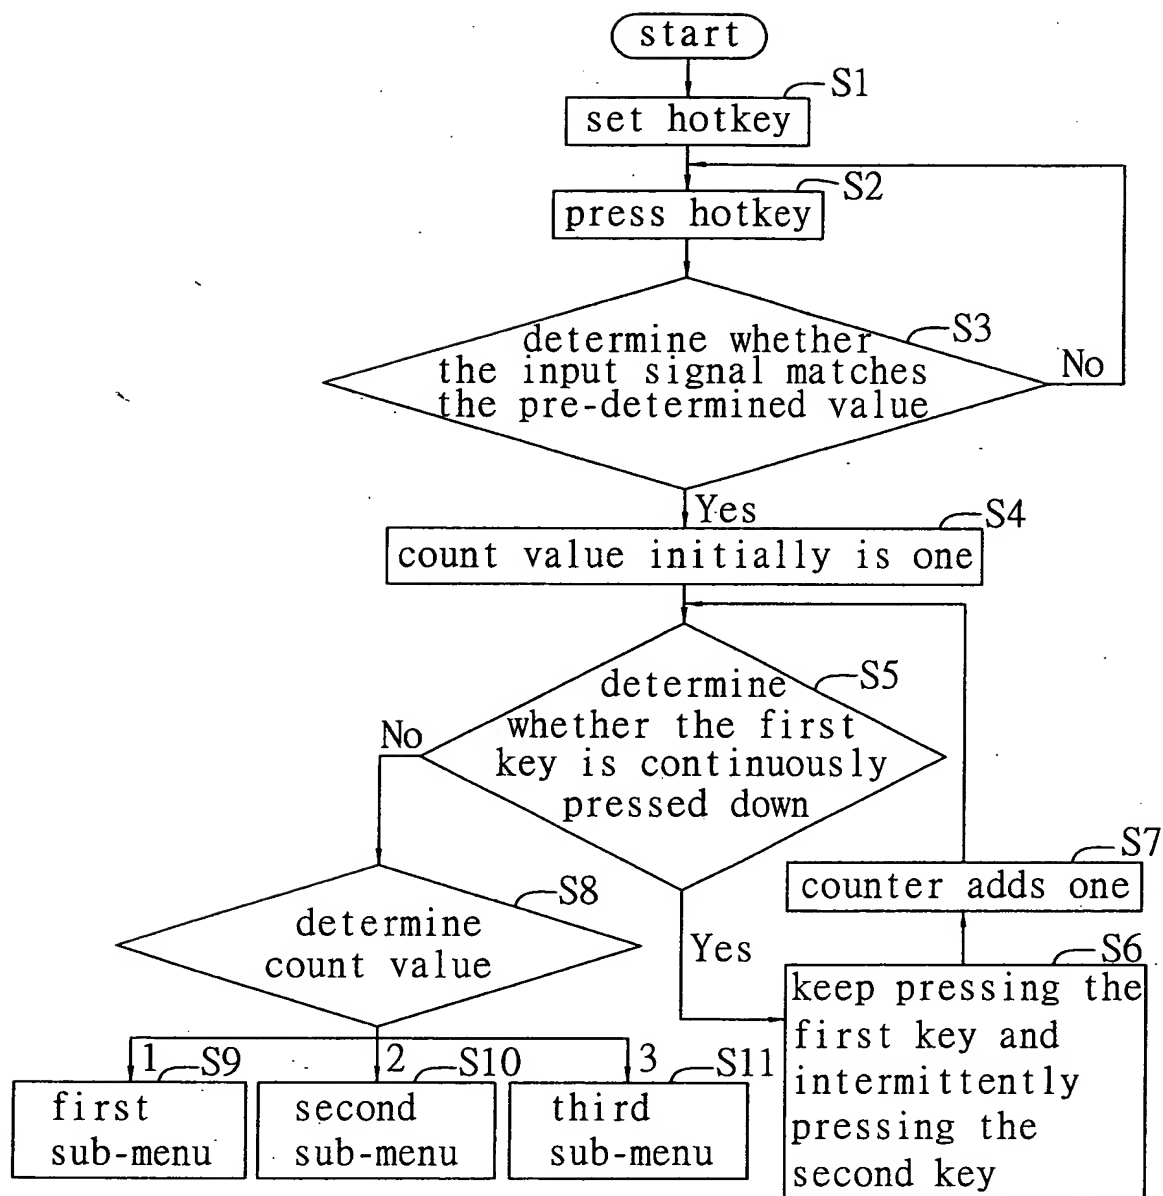 start
S1
set hotkey
S2
press hotkey
S3
determine whether
the input signal matches
the pre-determined value
No
Yes
S4
count value initially is one
S5
determine
whether the first
key is continuously
pressed down
No
Yes
S7
counter adds one
S6
keep pressing the
first key and
intermittently
pressing the
second key
S8
determine
count value
1
S9
first
sub-menu
2
S10
second
sub-menu
3
S11
third
sub-menu